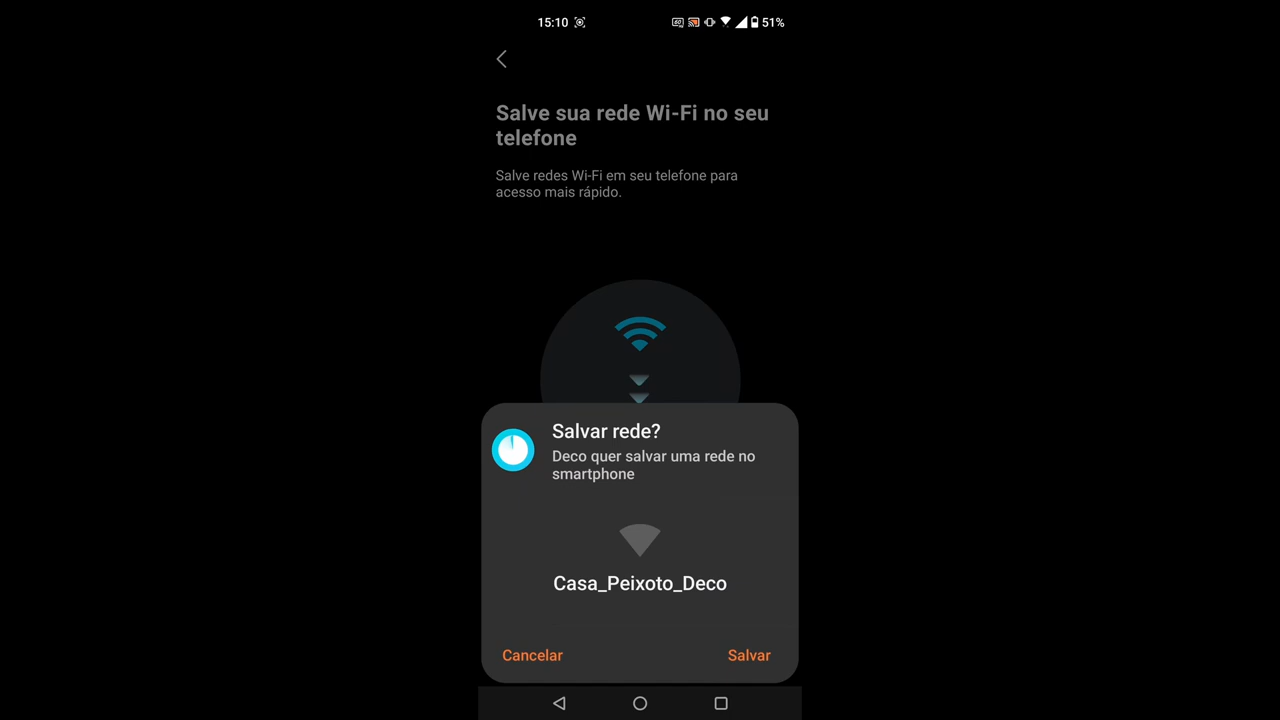 15:10
51%
Salve sua rede Wi-Fi no seu
telefone
Salve redes Wi-Fi em seu telefone para
acesso mais rápido.
Salvar rede?
Deco quer salvar uma rede no
smartphone
Casa_Peixoto_Deco
Cancelar
Salvar